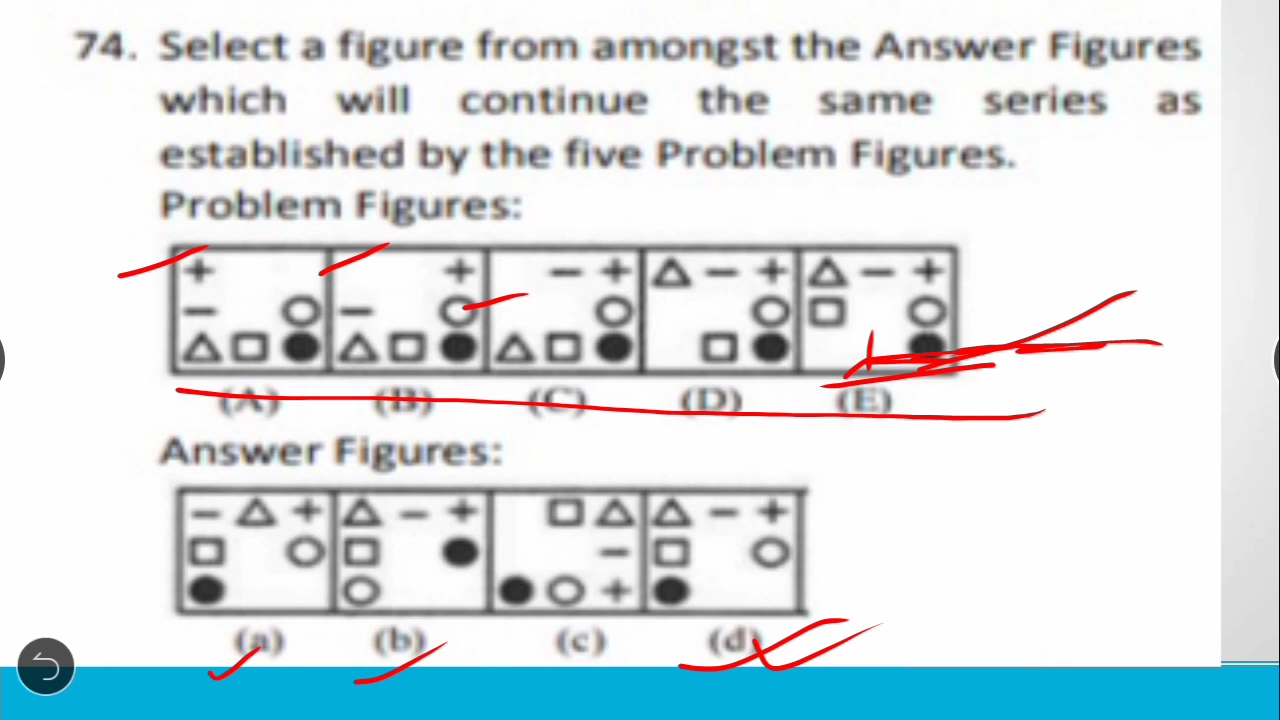 74. Select a figure from amongst the Answer Figures
which will continue the same series as
established by the five Problem Figures.
Problem Figures:
(A) (B) (C) (D) (E)
Answer Figures:
(a) (b) (c) (d)